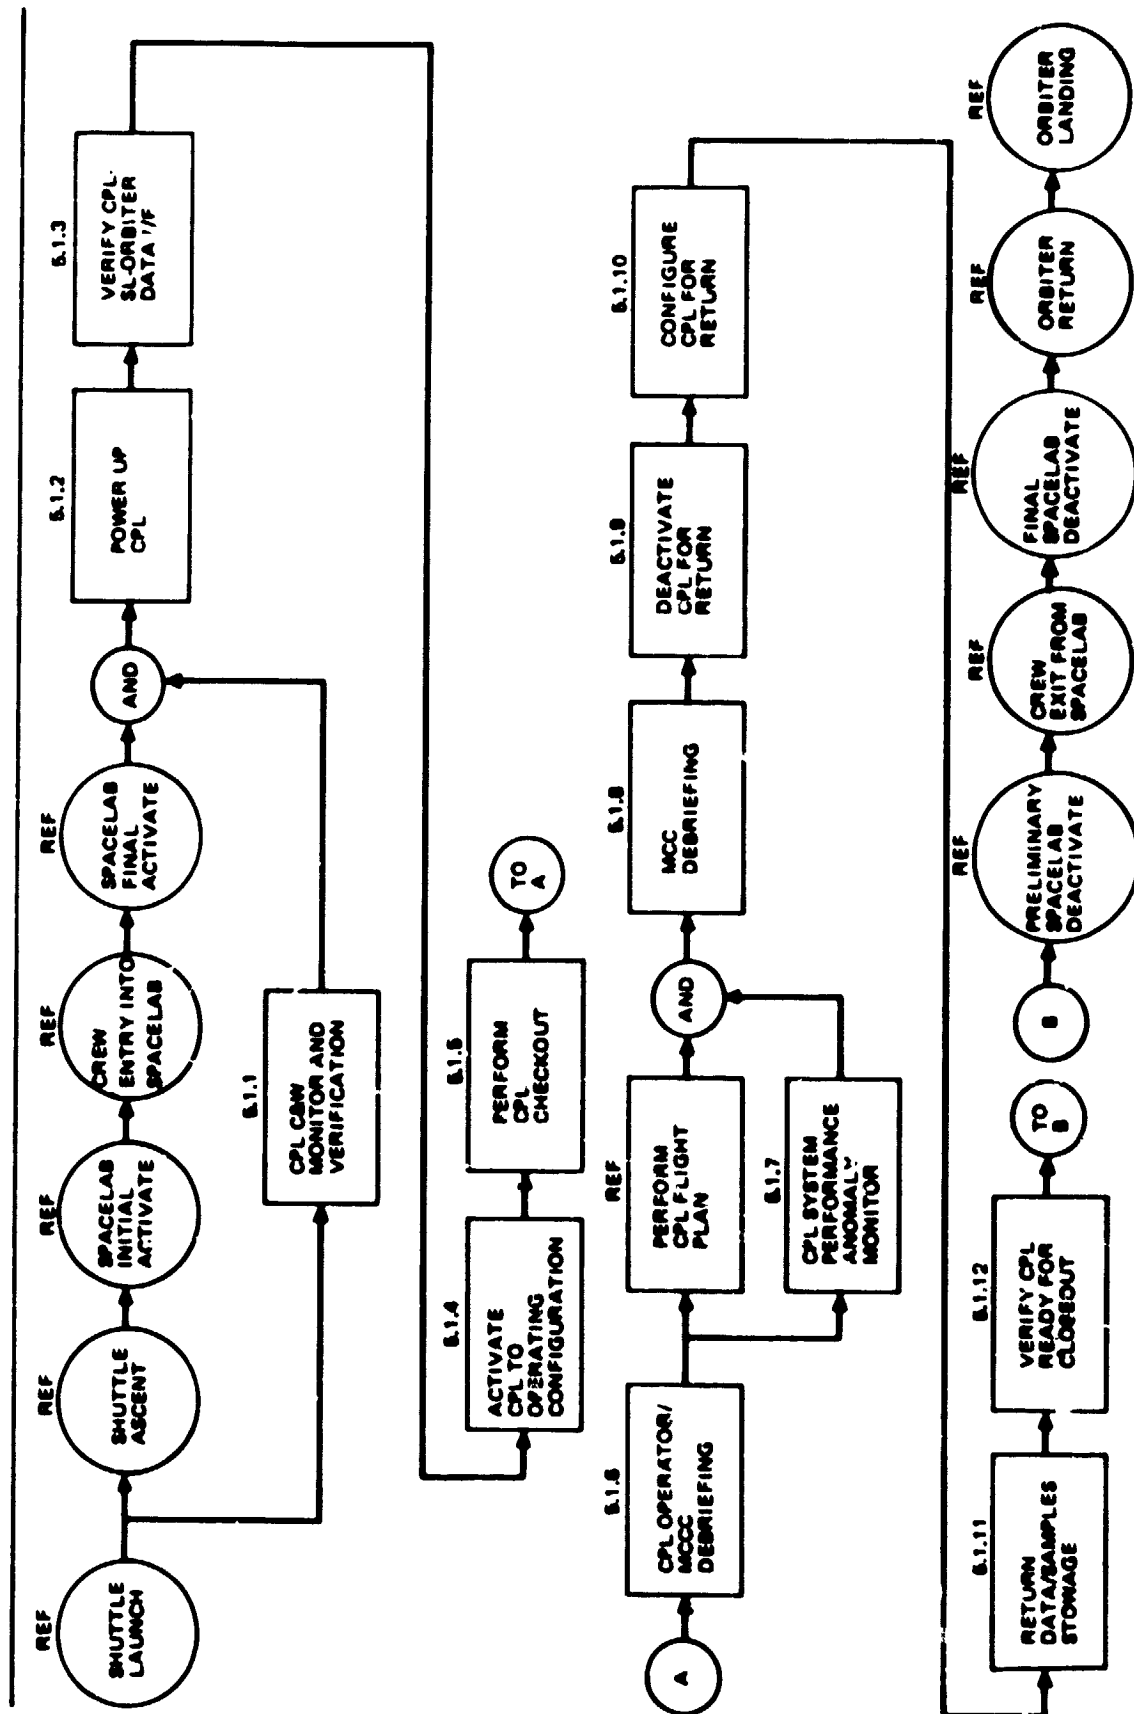 REF
SHUTTLE
LAUNCH
REF
SHUTTLE
ASCENT
REF
SPACELAB
INITIAL
ACTIVATE
REF
CREW
ENTRY INTO
SPACELAB
REF
SPACELAB
FINAL
ACTIVATE
AND
5.1.2
POWER UP
CPL
5.1.3
VERIFY CPL-
SL-ORBITER
DATA I/F
5.1.1
CPL C&W
MONITOR AND
VERIFICATION
5.1.4
ACTIVATE
CPL TO
OPERATING
CONFIGURATION
5.1.5
PERFORM
CPL
CHECKOUT
TO
A
A
5.1.6
CPL OPERATOR/
MCCC
DEBRIEFING
REF
PERFORM
CPL FLIGHT
PLAN
AND
5.1.8
MCC
DEBRIEFING
5.1.9
DEACTIVATE
CPL FOR
RETURN
5.1.10
CONFIGURE
CPL FOR
RETURN
5.1.7
CPL SYSTEM
PERFORMANCE
ANOMALY
MONITOR
5.1.11
RETURN
DATA/SAMPLES
STOWAGE
5.1.12
VERIFY CPL
READY FOR
CLOSEOUT
TO
B
B
REF
PRELIMINARY
SPACELAB
DEACTIVATE
REF
CREW
EXIT FROM
SPACELAB
REF
FINAL
SPACELAB
DEACTIVATE
REF
ORBITER
RETURN
REF
ORBITER
LANDING